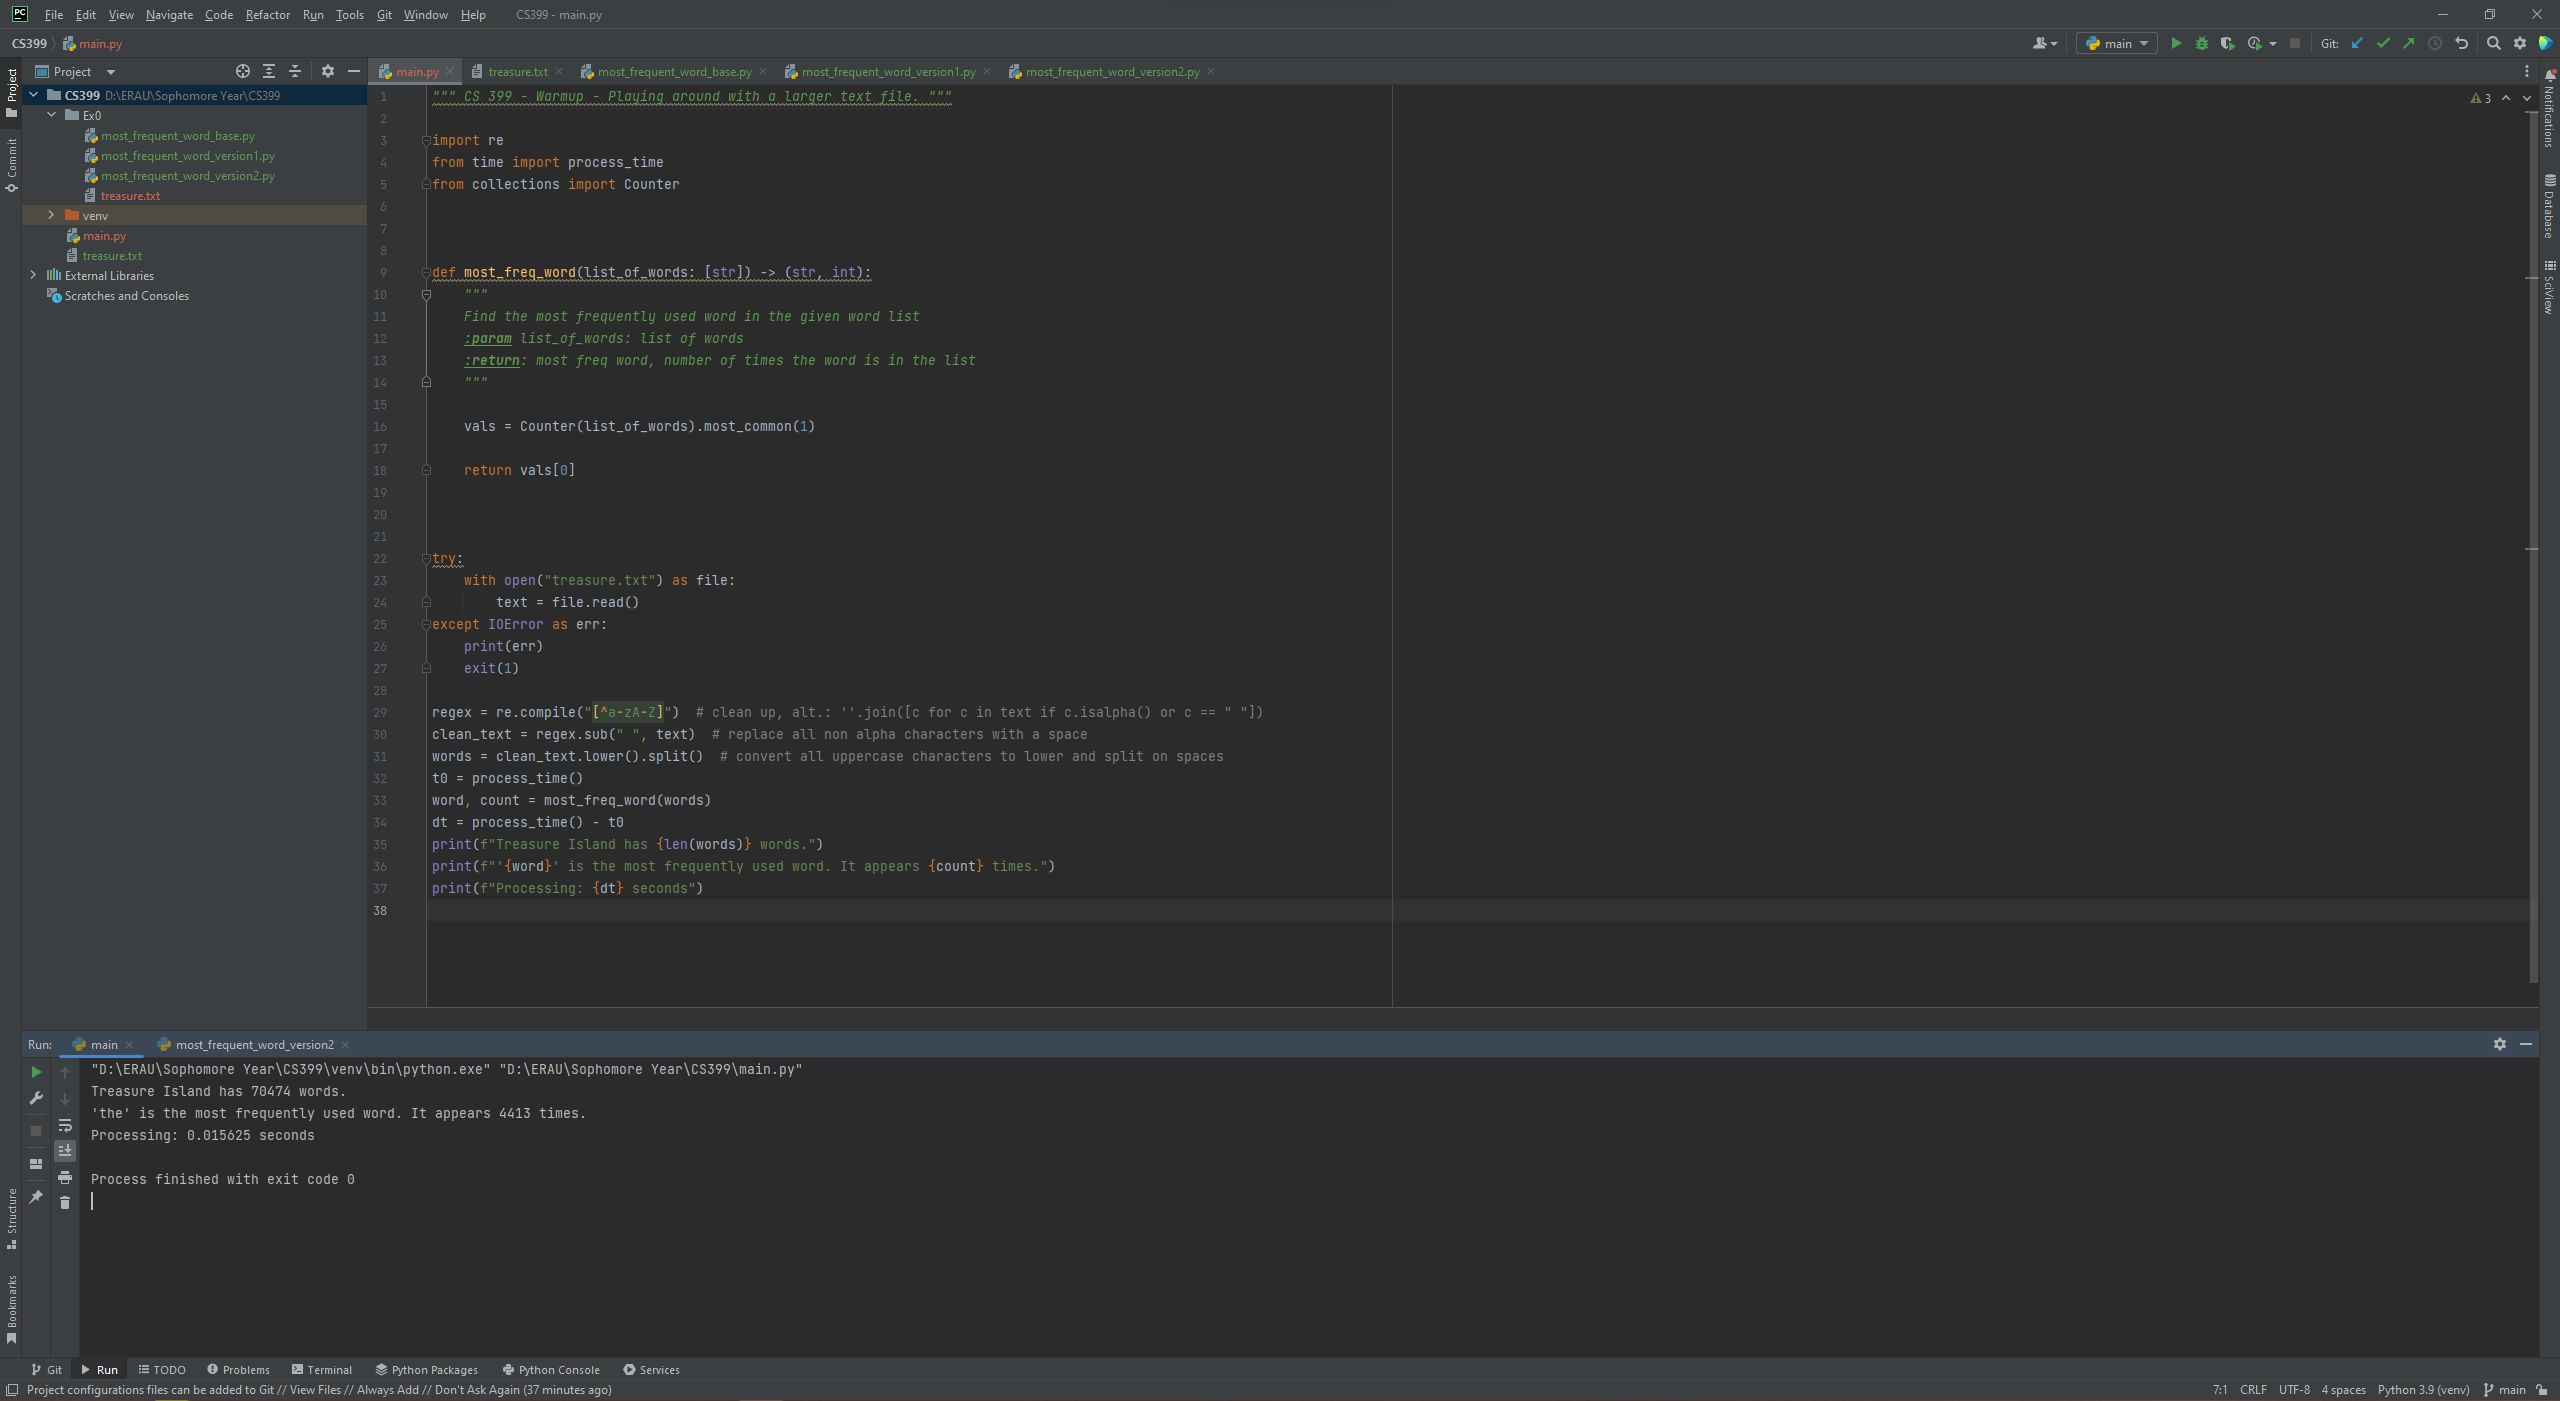 File Edit View Navigate Code Refactor Run Tools Git Window Help CS399 - main.py
CS399 main.py
main Git:
Project
main.py treasure.txt most_frequent_word_base.py most_frequent_word_version1.py most_frequent_word_version2.py
CS399 D:\ERAU\Sophomore Year\CS399
Ex0
most_frequent_word_base.py
most_frequent_word_version1.py
most_frequent_word_version2.py
treasure.txt
venv
main.py
treasure.txt
External Libraries
Scratches and Consoles
Project
Commit
Structure
Bookmarks
3
1 """ CS 399 - Warmup - Playing around with a larger text file. """
2
3 import re
4 from time import process_time
5 from collections import Counter
6
7
8
9 def most_freq_word(list_of_words: [str]) -> (str, int):
10 """
11 Find the most frequently used word in the given word list
12 :param list_of_words: list of words
13 :return: most freq word, number of times the word is in the list
14 """
15
16 vals = Counter(list_of_words).most_common(1)
17
18 return vals[0]
19
20
21
22 try:
23 with open("treasure.txt") as file:
24 text = file.read()
25 except IOError as err:
26 print(err)
27 exit(1)
28
29 regex = re.compile("[^a-zA-Z]") # clean up, alt.: ''.join([c for c in text if c.isalpha() or c == " "])
30 clean_text = regex.sub(" ", text) # replace all non alpha characters with a space
31 words = clean_text.lower().split() # convert all uppercase characters to lower and split on spaces
32 t0 = process_time()
33 word, count = most_freq_word(words)
34 dt = process_time() - t0
35 print(f"Treasure Island has {len(words)} words.")
36 print(f"'{word}' is the most frequently used word. It appears {count} times.")
37 print(f"Processing: {dt} seconds")
38
Notifications
Database
SciView
Run: main most_frequent_word_version2
"D:\ERAU\Sophomore Year\CS399\venv\bin\python.exe" "D:\ERAU\Sophomore Year\CS399\main.py"
Treasure Island has 70474 words.
'the' is the most frequently used word. It appears 4413 times.
Processing: 0.015625 seconds
Process finished with exit code 0
Git Run TODO Problems Terminal Python Packages Python Console Services
Project configurations files can be added to Git // View Files // Always Add // Don't Ask Again (37 minutes ago) 7:1 CRLF UTF-8 4 spaces Python 3.9 (venv) main